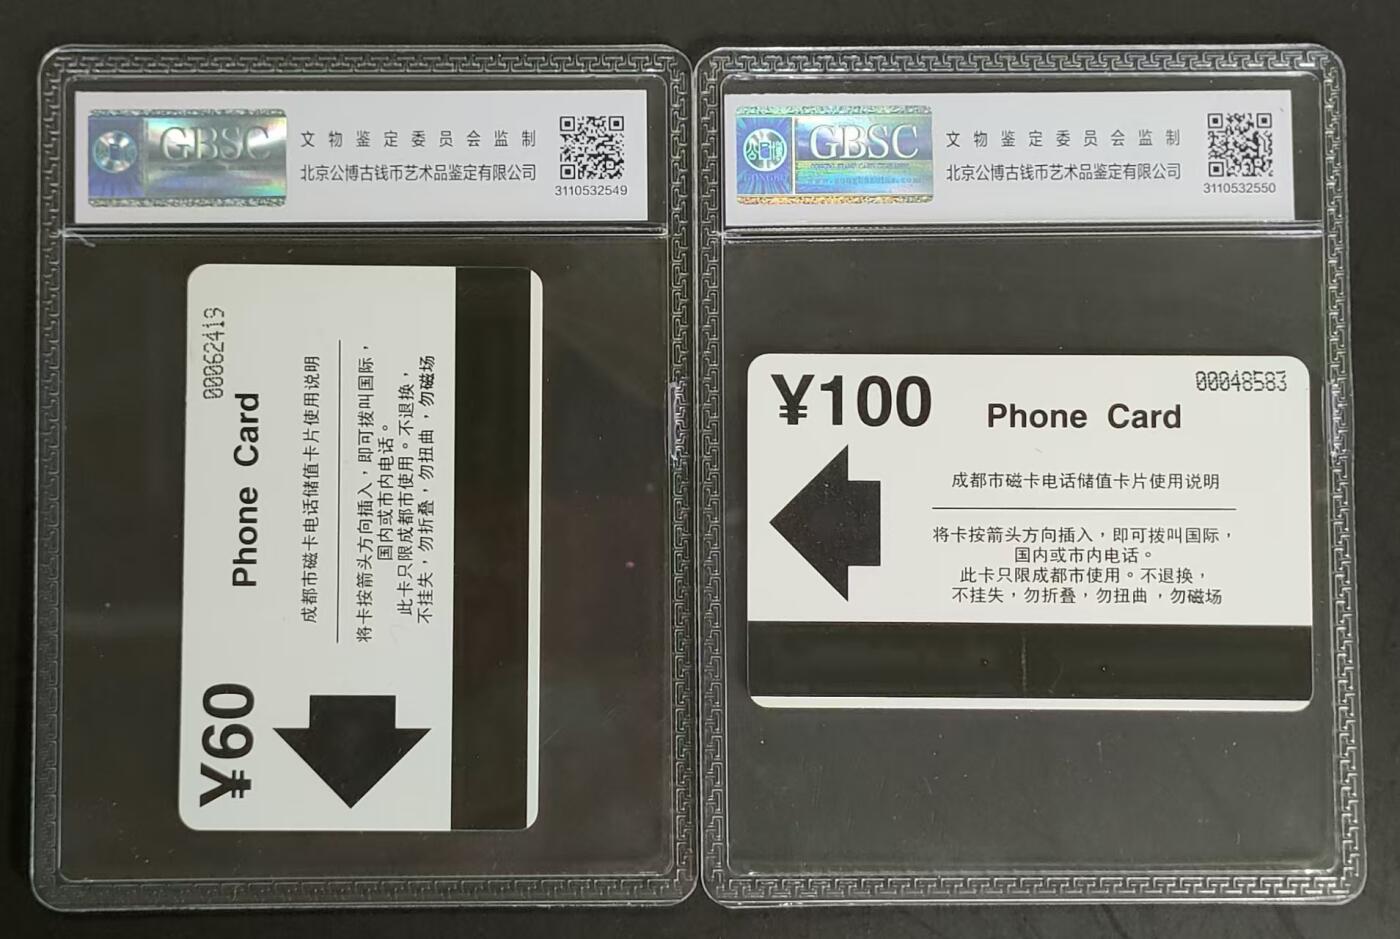 GBSC
文物鉴定委员会监制
北京公博古钱币艺术品鉴定有限公司
3110532549
00062419
Phone Card
¥60
成都市磁卡电话储值卡片使用说明
将卡按箭头方向插入，即可拨叫国际，
国内或市内电话。
此卡只限成都市使用。不退换，
不挂失，勿折叠，勿扭曲，勿磁场
GBSC
文物鉴定委员会监制
北京公博古钱币艺术品鉴定有限公司
3110532550
¥100
Phone Card
00048583
成都市磁卡电话储值卡片使用说明
将卡按箭头方向插入，即可拨叫国际，
国内或市内电话。
此卡只限成都市使用。不退换，
不挂失，勿折叠，勿扭曲，勿磁场